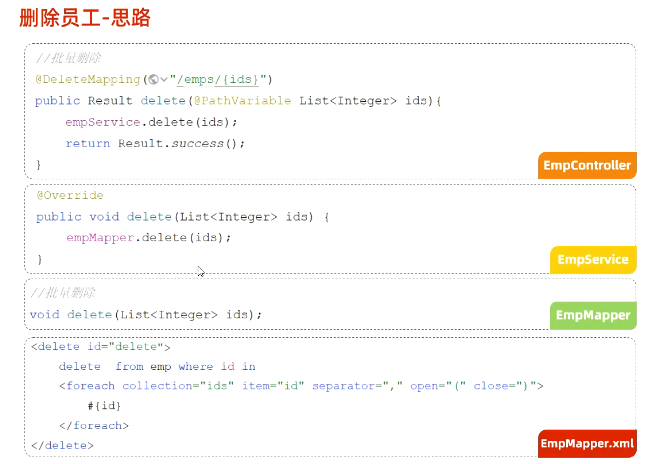 删除员工-思路
//批量删除
@DeleteMapping("/emps/{ids}")
public Result delete(@PathVariable List<Integer> ids){
empService.delete(ids);
return Result.success();
}
EmpController
@Override
public void delete(List<Integer> ids) {
empMapper.delete(ids);
}
EmpService
//批量删除
void delete(List<Integer> ids);
EmpMapper
<delete id="delete">
delete  from emp where id in
<foreach collection="ids" item="id" separator="," open="(" close=")">
#{id}
</foreach>
</delete>
EmpMapper.xml